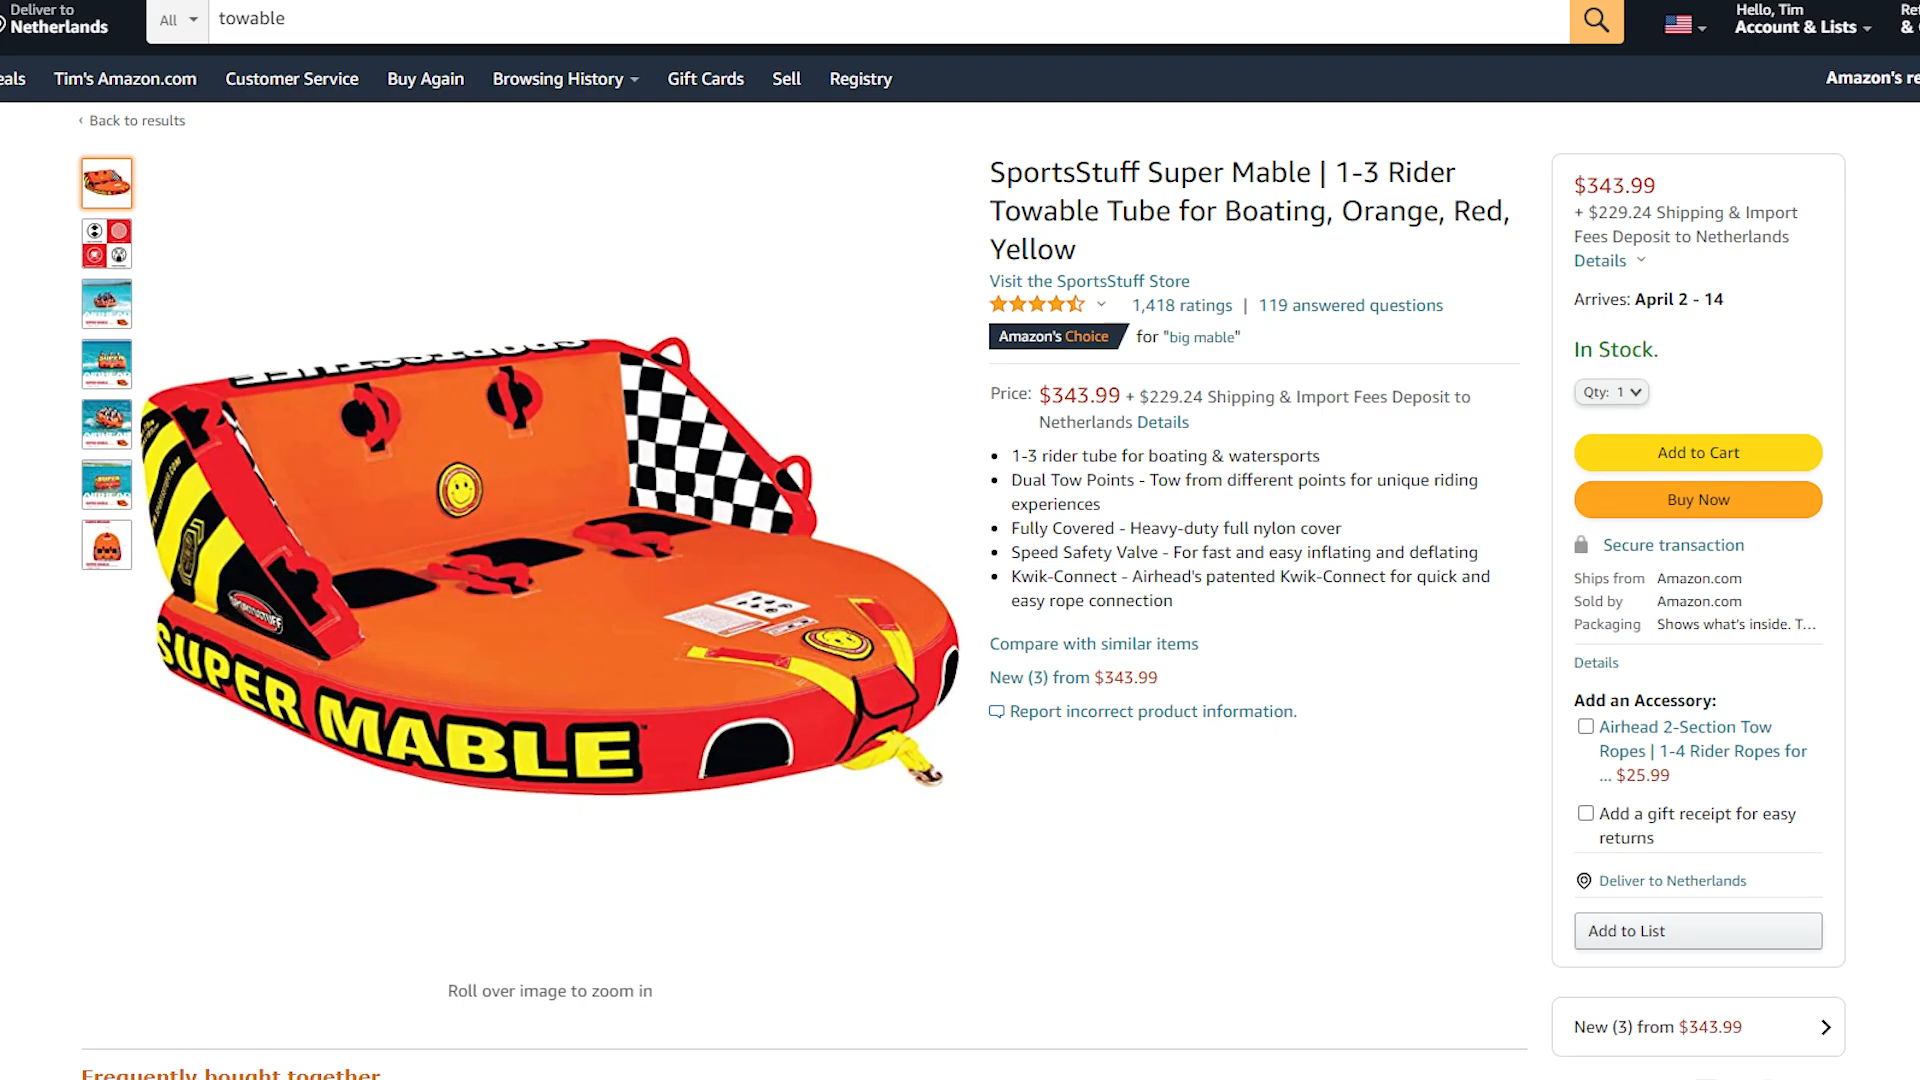 Deliver to
Netherlands
All
towable
Hello, Tim
Account & Lists
Ret
&
eals
Tim's Amazon.com
Customer Service
Buy Again
Browsing History
Gift Cards
Sell
Registry
Amazon's re
‹ Back to results
SportsStuff Super Mable | 1-3 Rider
Towable Tube for Boating, Orange, Red,
Yellow
Visit the SportsStuff Store
1,418 ratings | 119 answered questions
Amazon's Choice for "big mable"
Price: $343.99 + $229.24 Shipping & Import Fees Deposit to
Netherlands Details
1-3 rider tube for boating & watersports
Dual Tow Points - Tow from different points for unique riding
experiences
Fully Covered - Heavy-duty full nylon cover
Speed Safety Valve - For fast and easy inflating and deflating
Kwik-Connect - Airhead's patented Kwik-Connect for quick and
easy rope connection
Compare with similar items
New (3) from $343.99
Report incorrect product information.
SPORTSSTUFF
SUPER MABLE
Roll over image to zoom in
Frequently bought together
$343.99
+ $229.24 Shipping & Import
Fees Deposit to Netherlands
Details
Arrives: April 2 - 14
In Stock.
Qty: 1
Add to Cart
Buy Now
Secure transaction
Ships from Amazon.com
Sold by Amazon.com
Packaging Shows what's inside. T…
Details
Add an Accessory:
Airhead 2-Section Tow
Ropes | 1-4 Rider Ropes for
... $25.99
Add a gift receipt for easy
returns
Deliver to Netherlands
Add to List
New (3) from $343.99